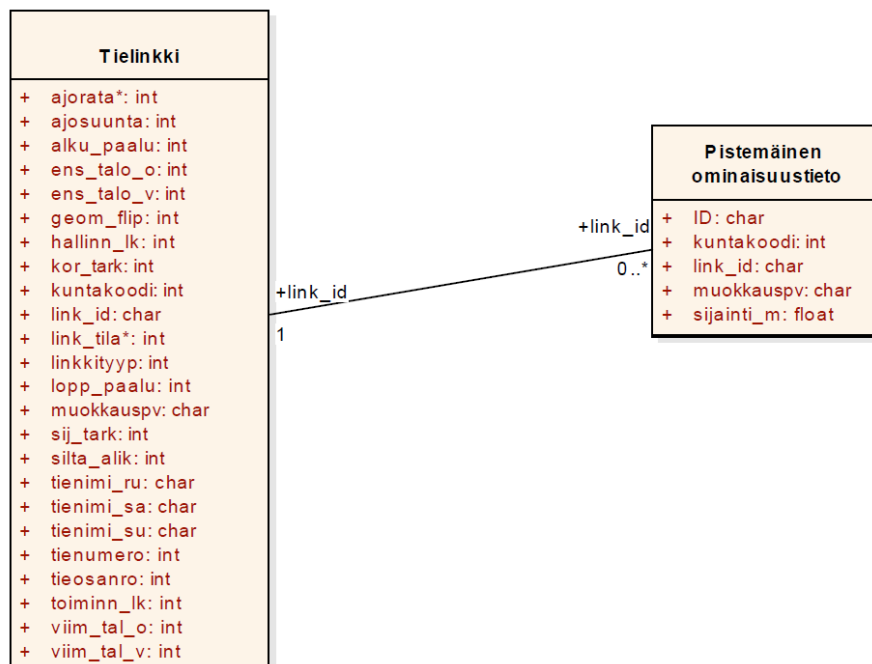 Tielinkki
+ ajorata*: int
+ ajosuunta: int
+ alku_paalu: int
+ ens_talo_o: int
+ ens_talo_v: int
+ geom_flip: int
+ hallinn_lk: int
+ kor_tark: int
+ kuntakoodi: int
+ link_id: char
+ link_tila*: int
+ linkkityyp: int
+ lopp_paalu: int
+ muokkauspv: char
+ sij_tark: int
+ silta_alik: int
+ tienimi_ru: char
+ tienimi_sa: char
+ tienimi_su: char
+ tienumero: int
+ tieosanro: int
+ toiminn_lk: int
+ viim_tal_o: int
+ viim_tal_v: int
+link_id
1
+link_id
0..*
Pistemäinen
ominaisuustieto
+ ID: char
+ kuntakoodi: int
+ link_id: char
+ muokkauspv: char
+ sijainti_m: float